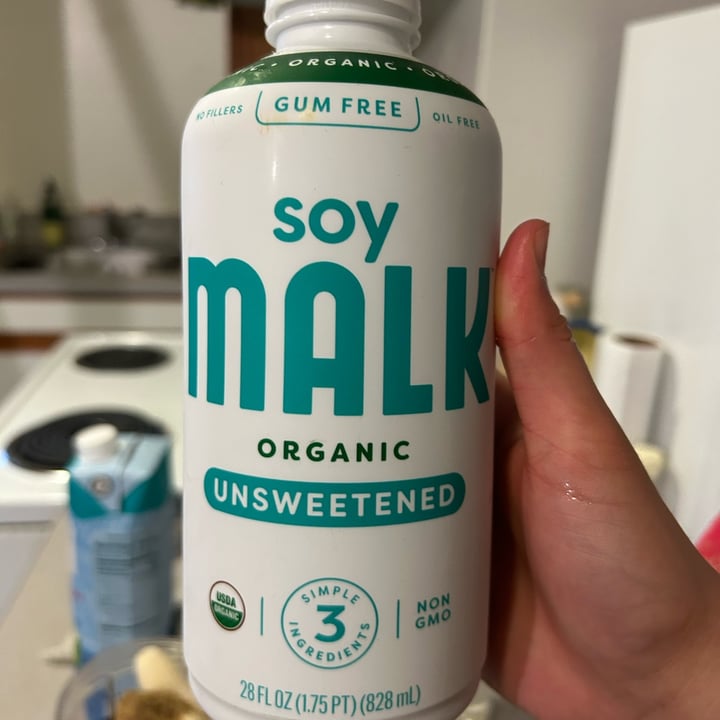 ORGANIC
NO FILLERS
GUM FREE
OIL FREE
soy
MALK
ORGANIC
UNSWEETENED
USDA
ORGANIC
SIMPLE
3
INGREDIENTS
NON
GMO
28 FL OZ (1.75 PT) (828 mL)